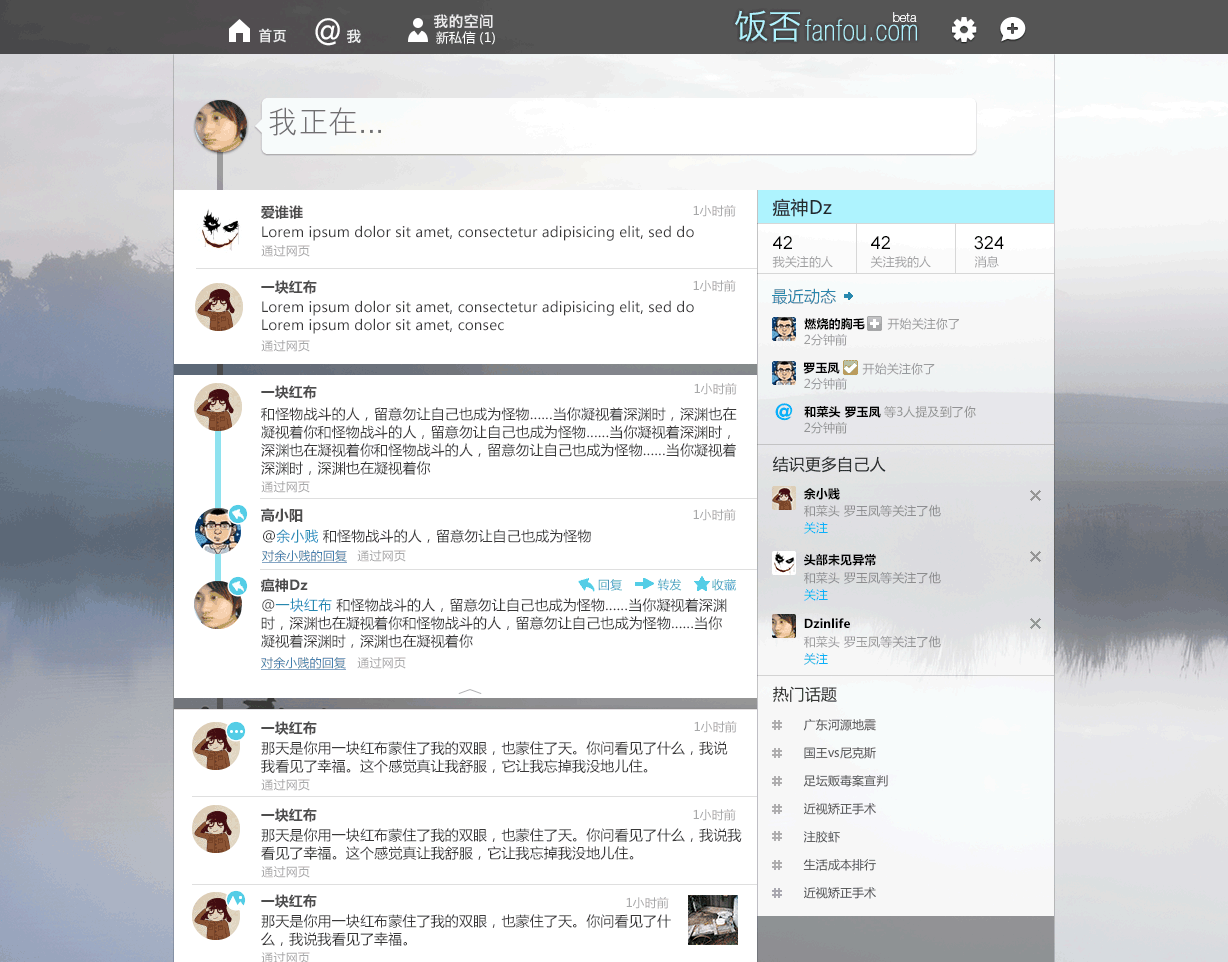 首页
@ 我
我的空间
新私信 (1)
饭否 fanfou.com beta
我正在...
爱谁谁 1小时前
Lorem ipsum dolor sit amet, consectetur adipisicing elit, sed do
通过网页
一块红布 1小时前
Lorem ipsum dolor sit amet, consectetur adipisicing elit, sed do
Lorem ipsum dolor sit amet, consec
通过网页
一块红布 1小时前
和怪物战斗的人，留意勿让自己也成为怪物......当你凝视着深渊时，深渊也在
凝视着你和怪物战斗的人，留意勿让自己也成为怪物......当你凝视着深渊时，
深渊也在凝视着你和怪物战斗的人，留意勿让自己也成为怪物......当你凝视着
深渊时，深渊也在凝视着你
通过网页
高小阳 1小时前
@余小贱 和怪物战斗的人，留意勿让自己也成为怪物
对余小贱的回复 通过网页
瘟神Dz 回复 转发 收藏
@一块红布 和怪物战斗的人，留意勿让自己也成为怪物......当你凝视着深渊
时，深渊也在凝视着你和怪物战斗的人，留意勿让自己也成为怪物......当你
凝视着深渊时，深渊也在凝视着你
对余小贱的回复 通过网页
一块红布 1小时前
那天是你用一块红布蒙住了我的双眼，也蒙住了天。你问看见了什么，我说
我看见了幸福。这个感觉真让我舒服，它让我忘掉我没地儿住。
通过网页
一块红布 1小时前
那天是你用一块红布蒙住了我的双眼，也蒙住了天。你问看见了什么，我说我
看见了幸福。这个感觉真让我舒服，它让我忘掉我没地儿住。
通过网页
一块红布 1小时前
那天是你用一块红布蒙住了我的双眼，也蒙住了天。你问看见了什
么，我说我看见了幸福。
通过网页
瘟神Dz
42 42 324
我关注的人 关注我的人 消息
最近动态
燃烧的胸毛 开始关注你了
2分钟前
罗玉凤 开始关注你了
2分钟前
@ 和菜头 罗玉凤 等3人提及到了你
2分钟前
结识更多自己人
余小贱
和菜头 罗玉凤等关注了他
关注
头部未见异常
和菜头 罗玉凤等关注了他
关注
Dzinlife
和菜头 罗玉凤等关注了他
关注
热门话题
# 广东河源地震
# 国王vs尼克斯
# 足坛贩毒案宣判
# 近视矫正手术
# 注胶虾
# 生活成本排行
# 近视矫正手术